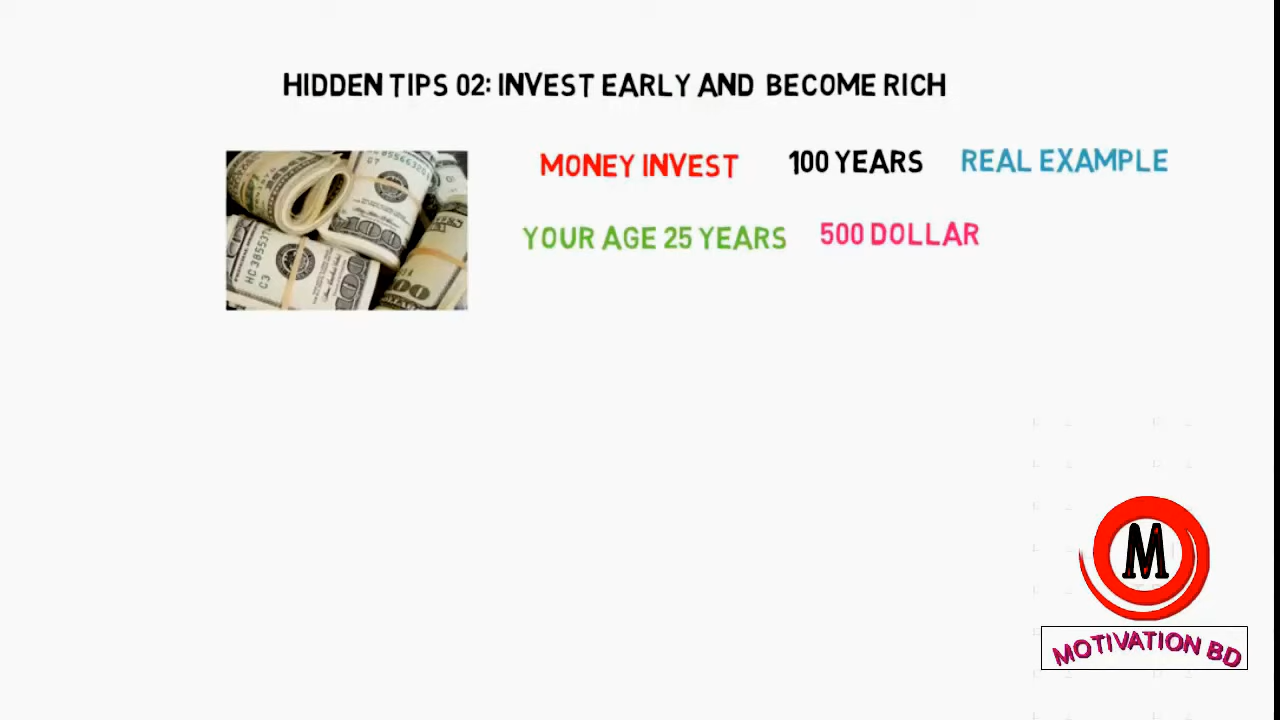 HIDDEN TIPS 02: INVEST EARLY AND BECOME RICH
MONEY INVEST 100 YEARS REAL EXAMPLE
YOUR AGE 25 YEARS 500 DOLLAR
M
MOTIVATION BD